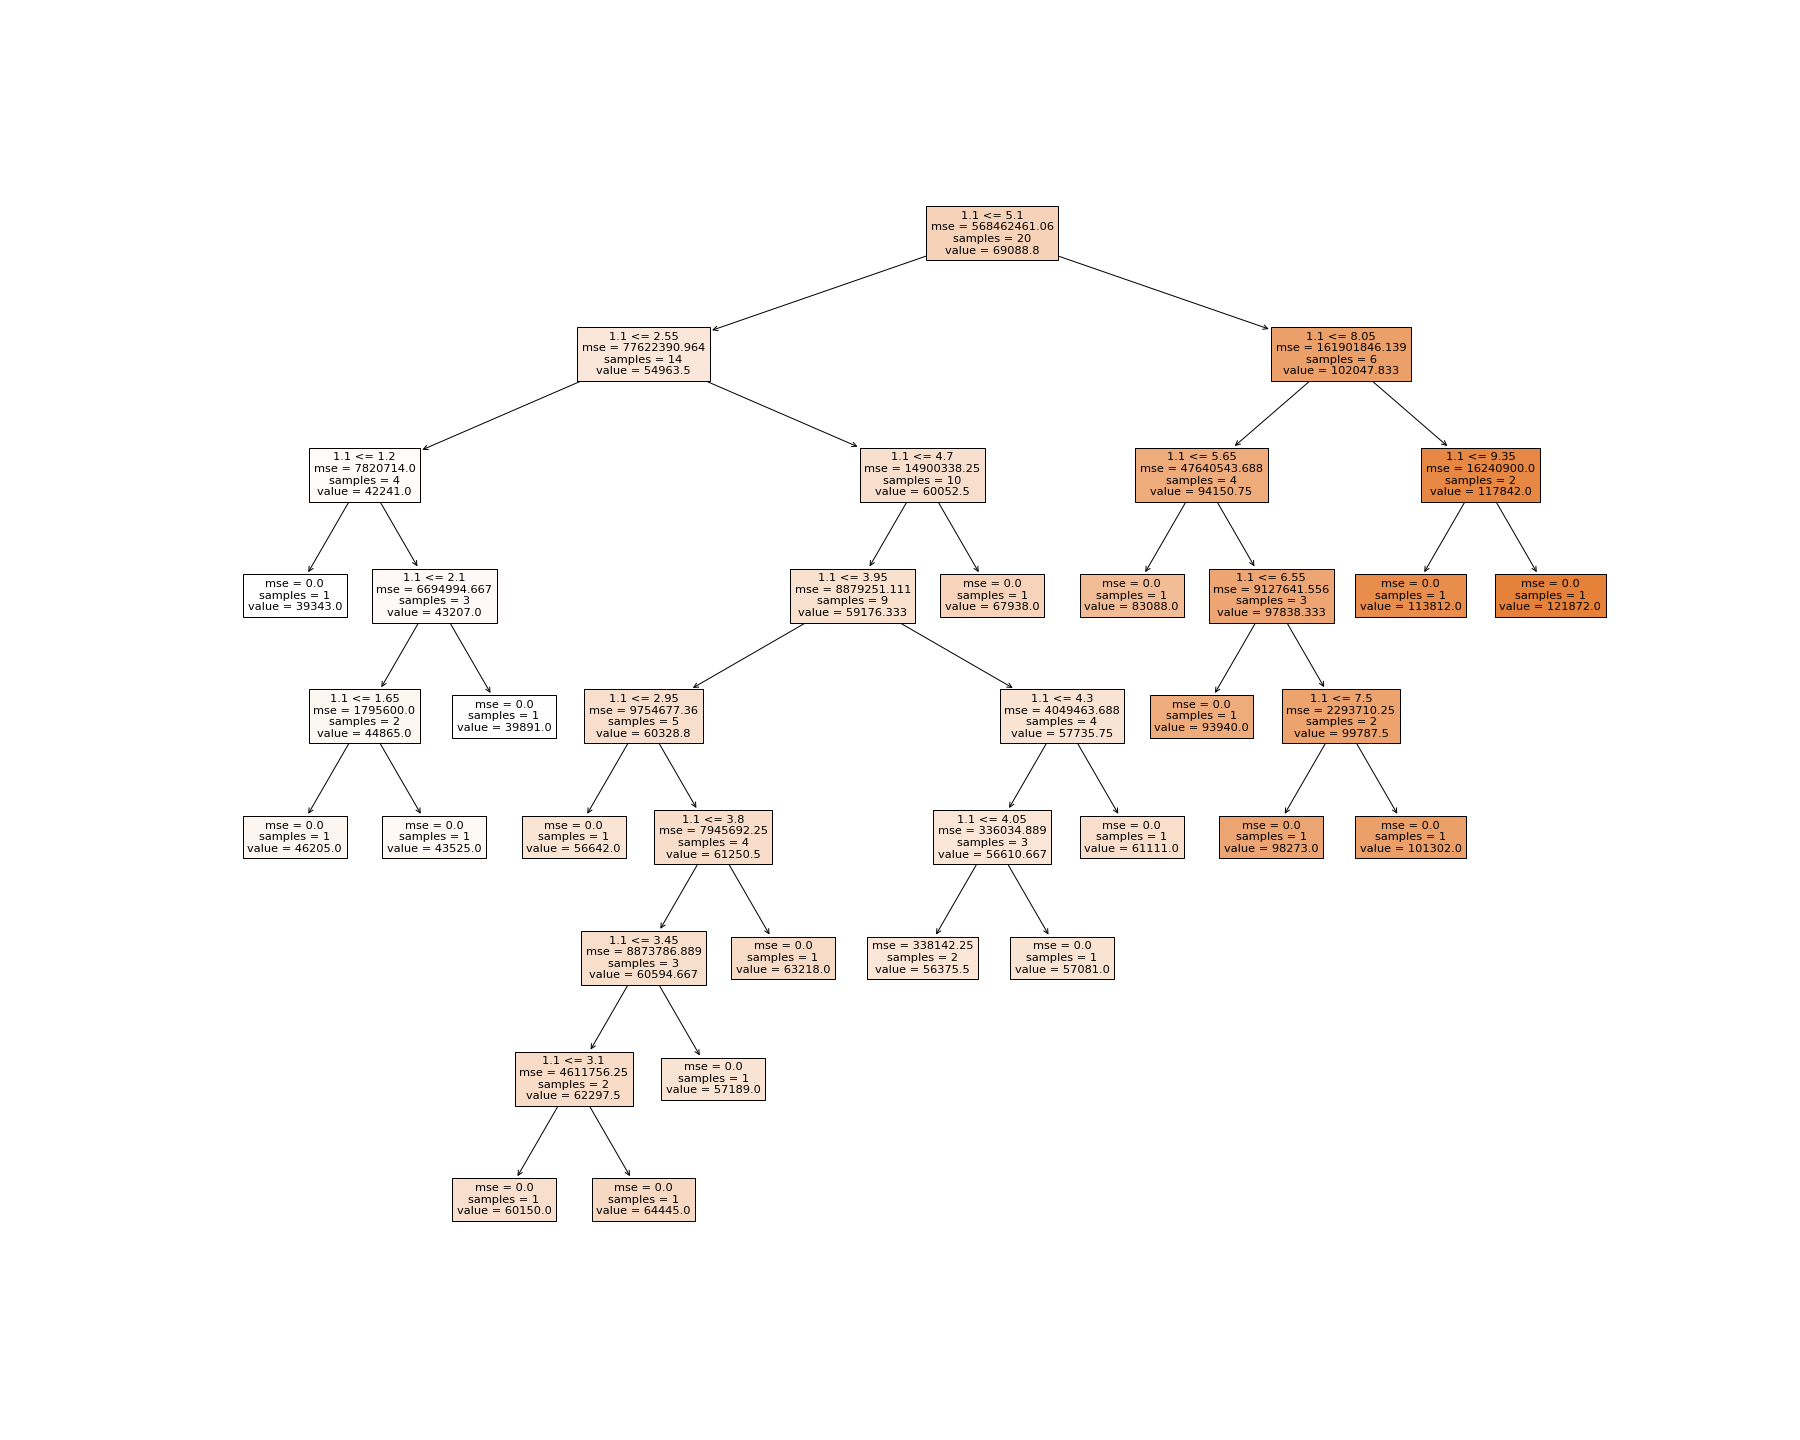 1.1 <= 5.1
mse = 568462461.06
samples = 20
value = 69088.8
1.1 <= 2.55
mse = 77622390.964
samples = 14
value = 54963.5
1.1 <= 8.05
mse = 161901846.139
samples = 6
value = 102047.833
1.1 <= 1.2
mse = 7820714.0
samples = 4
value = 42241.0
1.1 <= 4.7
mse = 14900338.25
samples = 10
value = 60052.5
1.1 <= 5.65
mse = 47640543.688
samples = 4
value = 94150.75
1.1 <= 9.35
mse = 16240900.0
samples = 2
value = 117842.0
mse = 0.0
samples = 1
value = 39343.0
1.1 <= 2.1
mse = 6694994.667
samples = 3
value = 43207.0
1.1 <= 3.95
mse = 8879251.111
samples = 9
value = 59176.333
mse = 0.0
samples = 1
value = 67938.0
mse = 0.0
samples = 1
value = 83088.0
1.1 <= 6.55
mse = 9127641.556
samples = 3
value = 97838.333
mse = 0.0
samples = 1
value = 113812.0
mse = 0.0
samples = 1
value = 121872.0
1.1 <= 1.65
mse = 1795600.0
samples = 2
value = 44865.0
mse = 0.0
samples = 1
value = 39891.0
1.1 <= 2.95
mse = 9754677.36
samples = 5
value = 60328.8
1.1 <= 4.3
mse = 4049463.688
samples = 4
value = 57735.75
mse = 0.0
samples = 1
value = 93940.0
1.1 <= 7.5
mse = 2293710.25
samples = 2
value = 99787.5
mse = 0.0
samples = 1
value = 46205.0
mse = 0.0
samples = 1
value = 43525.0
mse = 0.0
samples = 1
value = 56642.0
1.1 <= 3.8
mse = 7945692.25
samples = 4
value = 61250.5
1.1 <= 4.05
mse = 336034.889
samples = 3
value = 56610.667
mse = 0.0
samples = 1
value = 61111.0
mse = 0.0
samples = 1
value = 98273.0
mse = 0.0
samples = 1
value = 101302.0
1.1 <= 3.45
mse = 8873786.889
samples = 3
value = 60594.667
mse = 0.0
samples = 1
value = 63218.0
mse = 338142.25
samples = 2
value = 56375.5
mse = 0.0
samples = 1
value = 57081.0
1.1 <= 3.1
mse = 4611756.25
samples = 2
value = 62297.5
mse = 0.0
samples = 1
value = 57189.0
mse = 0.0
samples = 1
value = 60150.0
mse = 0.0
samples = 1
value = 64445.0